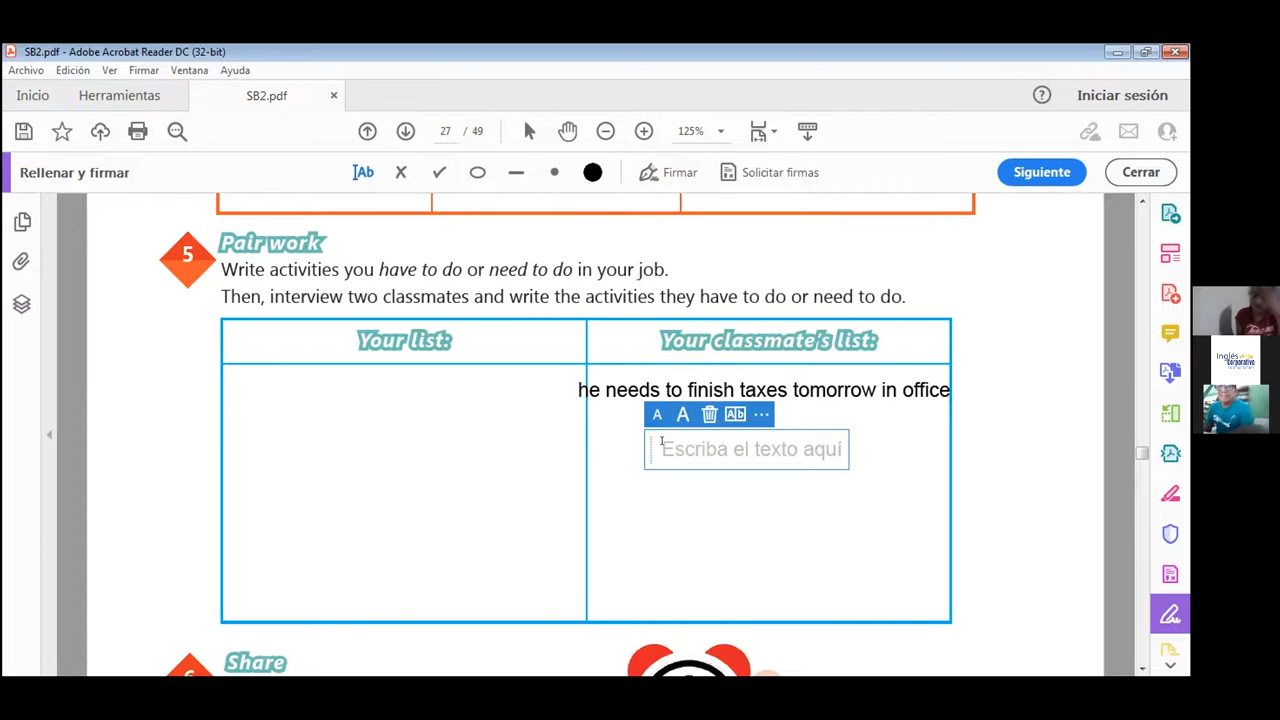 SB2.pdf - Adobe Acrobat Reader DC (32-bit)
Archivo Edición Ver Firmar Ventana Ayuda
Inicio Herramientas SB2.pdf × Iniciar sesión
27 / 49 125%
Rellenar y firmar Ab Firmar Solicitar firmas Siguiente Cerrar
5 Pair work
Write activities you have to do or need to do in your job.
Then, interview two classmates and write the activities they have to do or need to do.
Your list: Your classmate's list:
he needs to finish taxes tomorrow in office
A A Ab ...
Escriba el texto aquí
Share
Inglés
corporativo